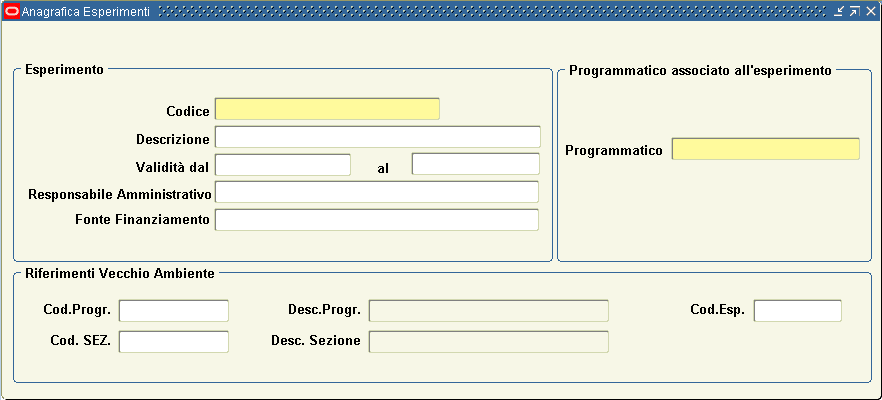 Anagrafica Esperimenti
Esperimento
Codice
Descrizione
Validità dal al
Responsabile Amministrativo
Fonte Finanziamento
Programmatico associato all'esperimento
Programmatico
Riferimenti Vecchio Ambiente
Cod.Progr. Desc.Progr. Cod.Esp.
Cod. SEZ. Desc. Sezione